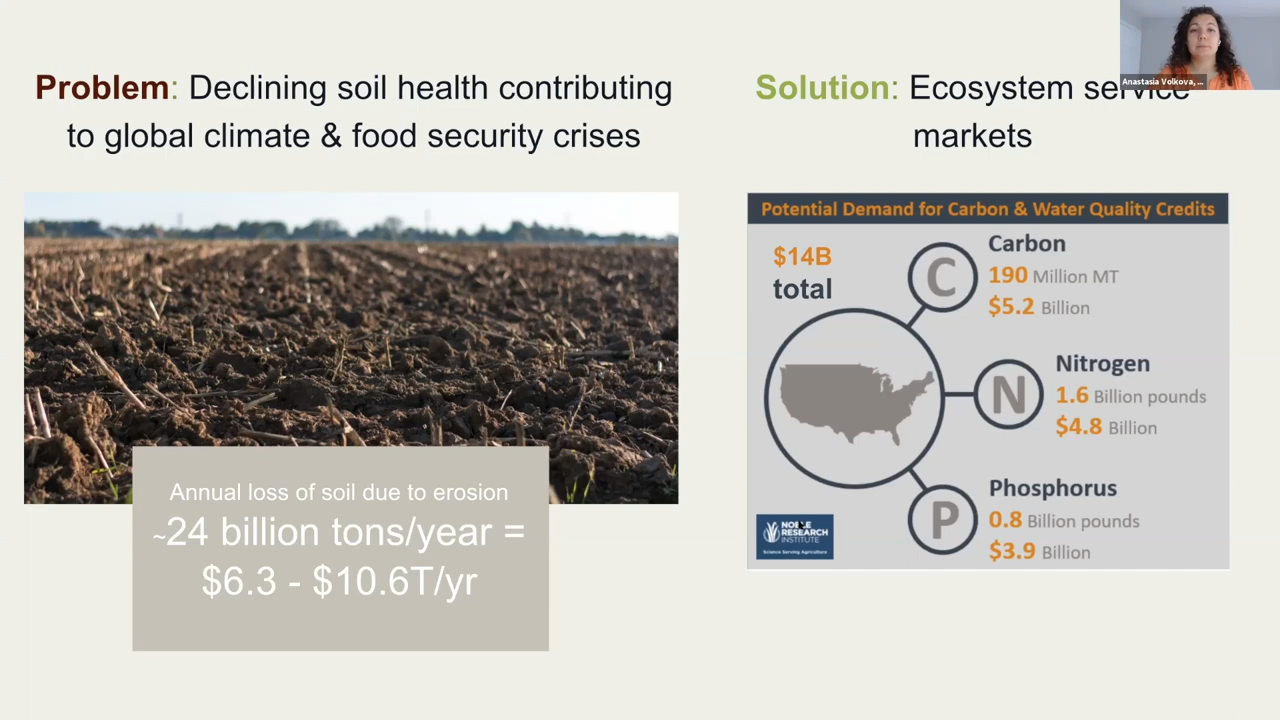 Problem: Declining soil health contributing
to global climate & food security crises
Annual loss of soil due to erosion
~24 billion tons/year =
$6.3 - $10.6T/yr
Solution: Ecosystem service
markets
Potential Demand for Carbon & Water Quality Credits
$14B
total
C
Carbon
190 Million MT
$5.2 Billion
N
Nitrogen
1.6 Billion pounds
$4.8 Billion
P
Phosphorus
0.8 Billion pounds
$3.9 Billion
NOBLE
RESEARCH
INSTITUTE
Science Serving Agriculture
Anastasia Volkova, ...